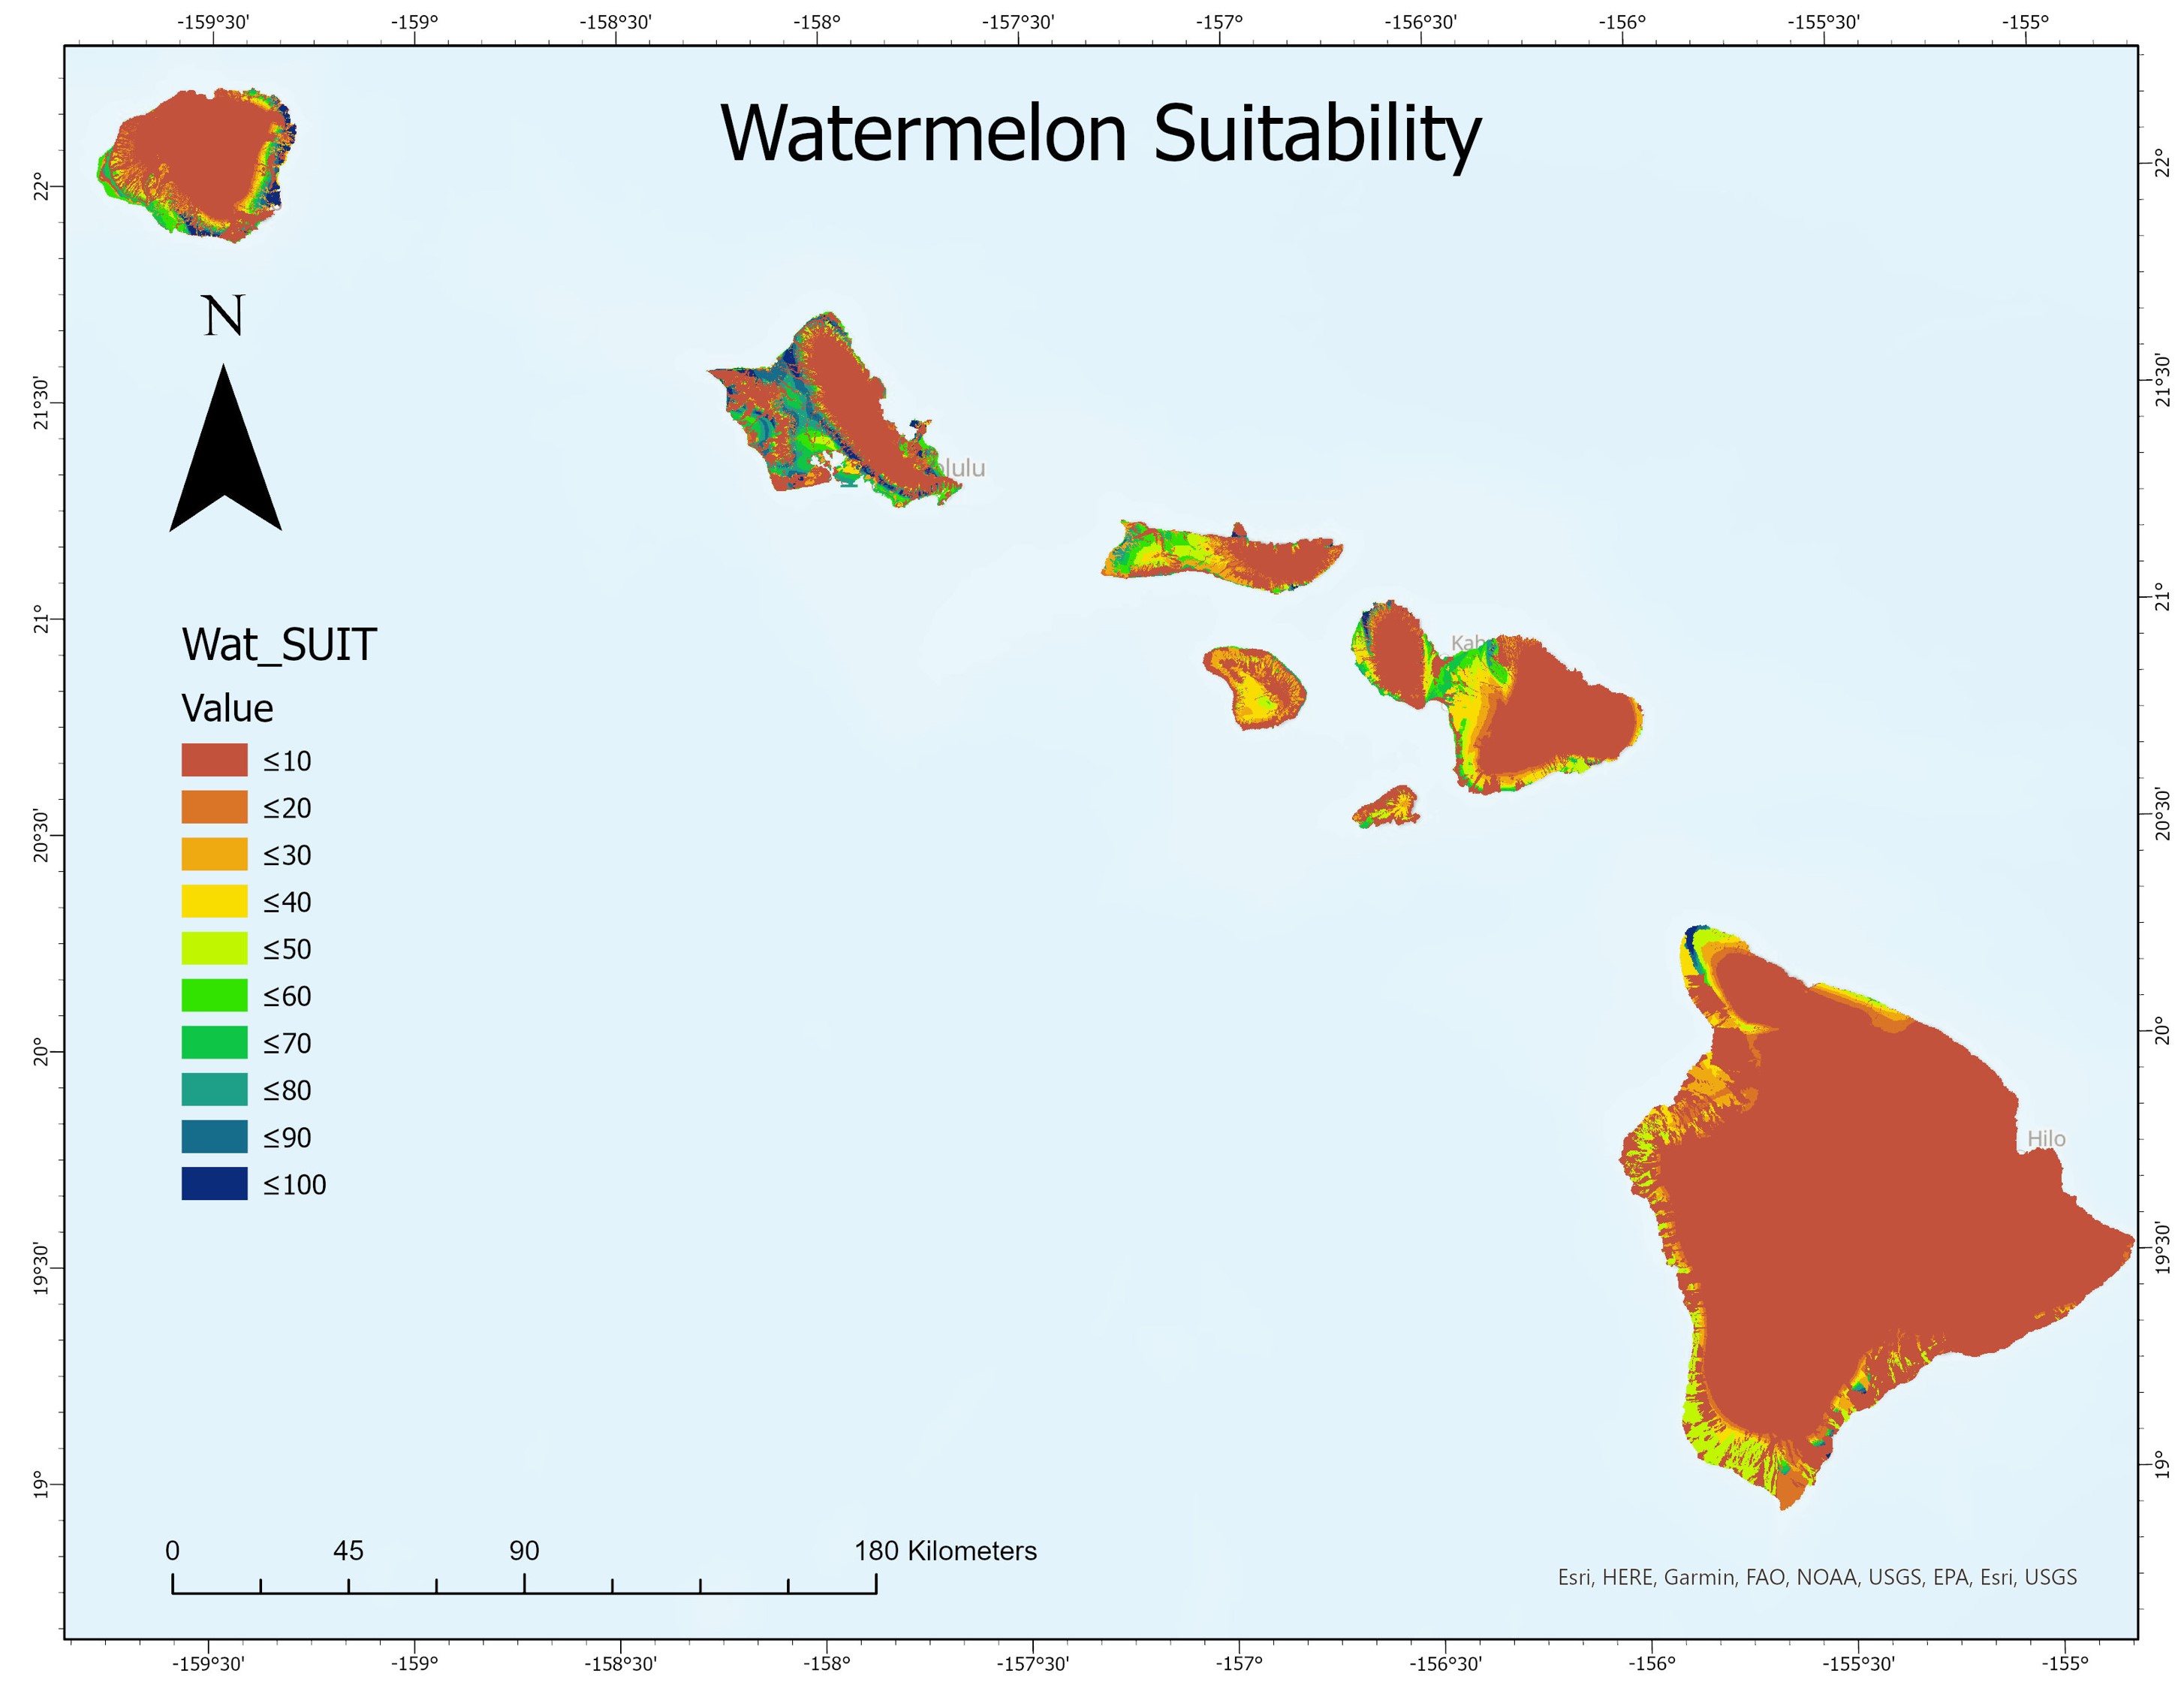 -159°30' -159° -158°30' -158° -157°30' -157° -156°30' -156° -155°30' -155°
Watermelon Suitability
22°
22°
N
21°30'
21°30'
olulu
21°
21°
Kah
Wat_SUIT
Value
≤10
≤20
≤30
≤40
≤50
≤60
≤70
≤80
≤90
≤100
20°30'
20°30'
20°
20°
Hilo
19°30'
19°30'
19°
19°
0 45 90 180 Kilometers
Esri, HERE, Garmin, FAO, NOAA, USGS, EPA, Esri, USGS
-159°30' -159° -158°30' -158° -157°30' -157° -156°30' -156° -155°30' -155°